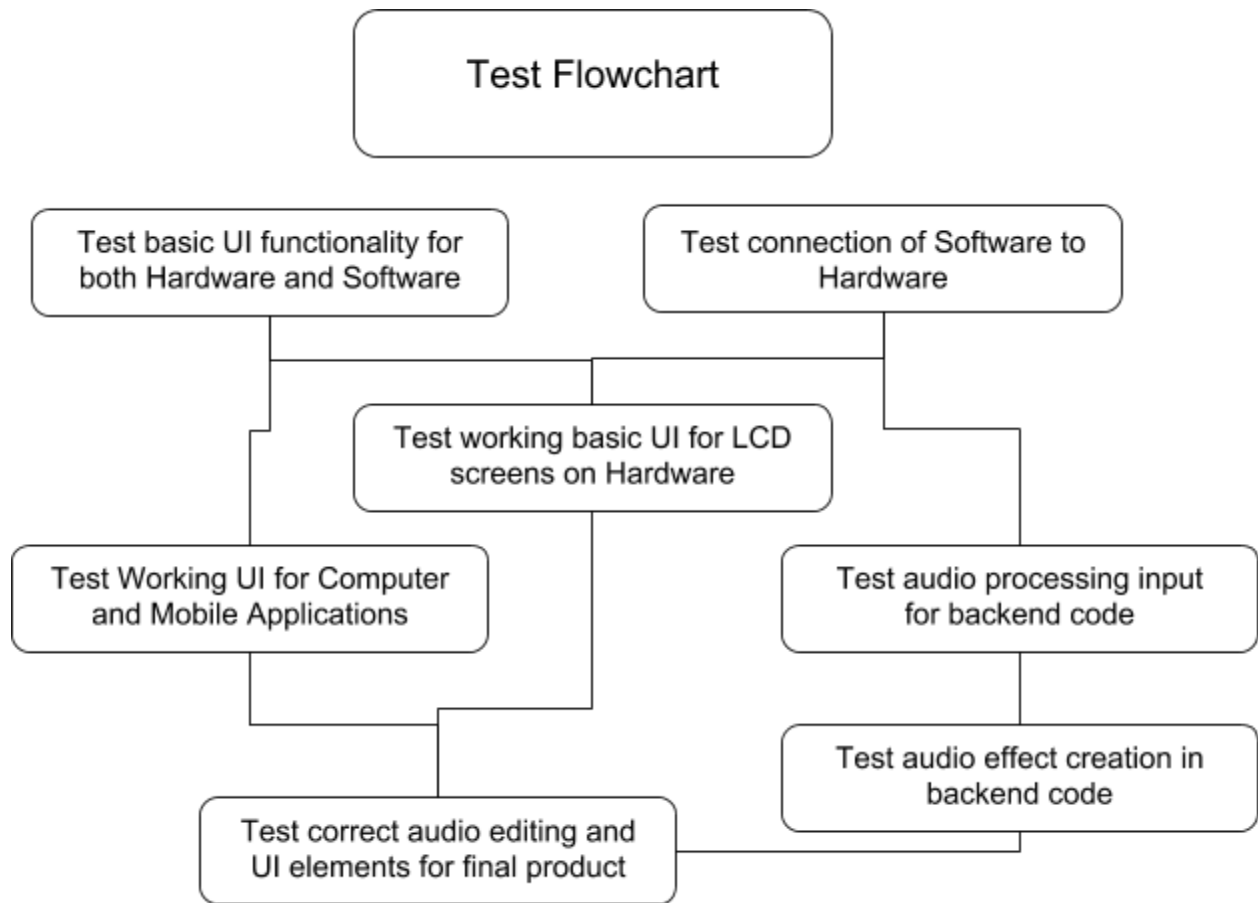 Test Flowchart
Test basic UI functionality for
both Hardware and Software
Test connection of Software to
Hardware
Test working basic UI for LCD
screens on Hardware
Test Working UI for Computer
and Mobile Applications
Test audio processing input
for backend code
Test audio effect creation in
backend code
Test correct audio editing and
UI elements for final product